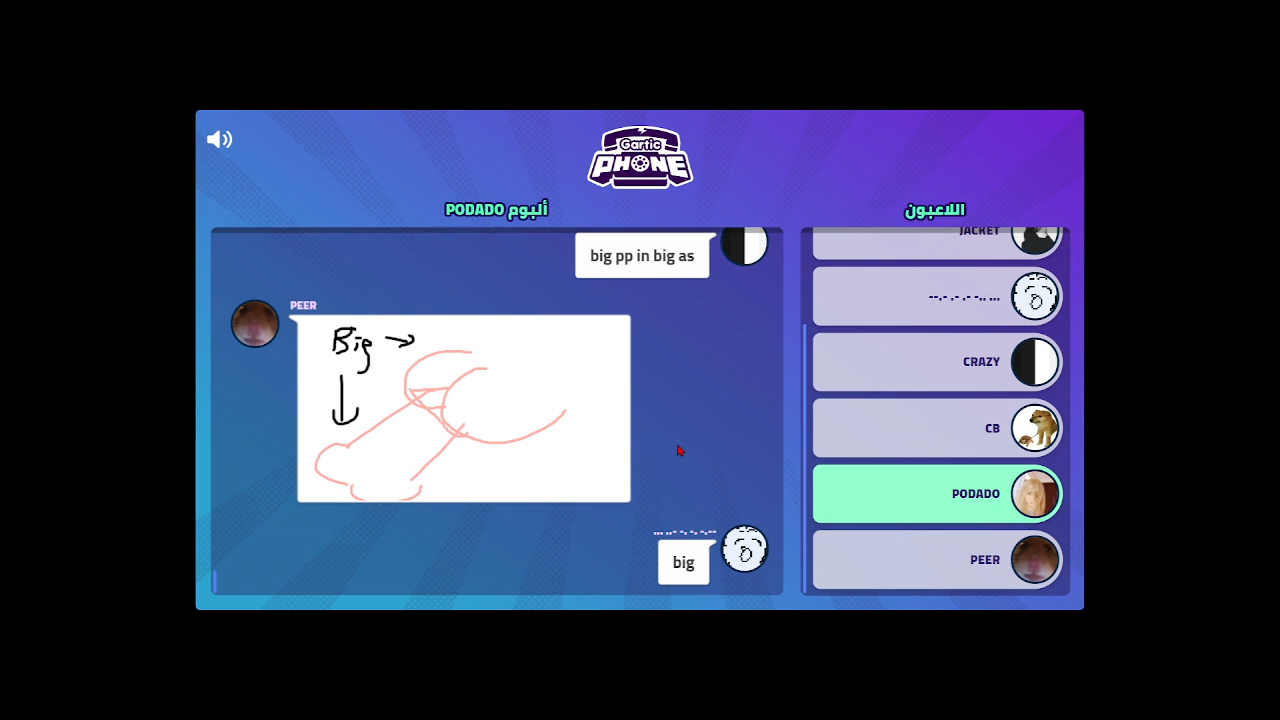 Gartic
PHONE
ألبوم PODADO
big pp in big as
PEER
Big
--.- .- .- -.. ...
big
اللاعبون
JACKET
--.- .- .- -.. ...
CRAZY
CB
PODADO
PEER